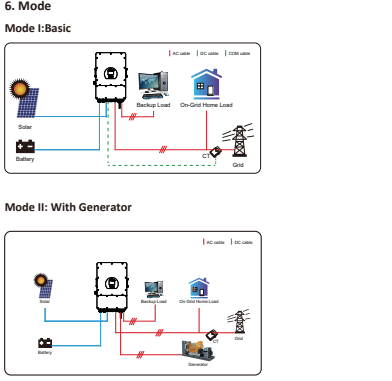 6. Mode
Mode I:Basic
AC cable | DC cable | COM cable
Backup Load
On-Grid Home Load
Solar
CT
Battery
Grid
Mode II: With Generator
AC cable | DC cable
Solar
Backup Load
On-Grid Home Load
Grid
CT
Battery
Generator